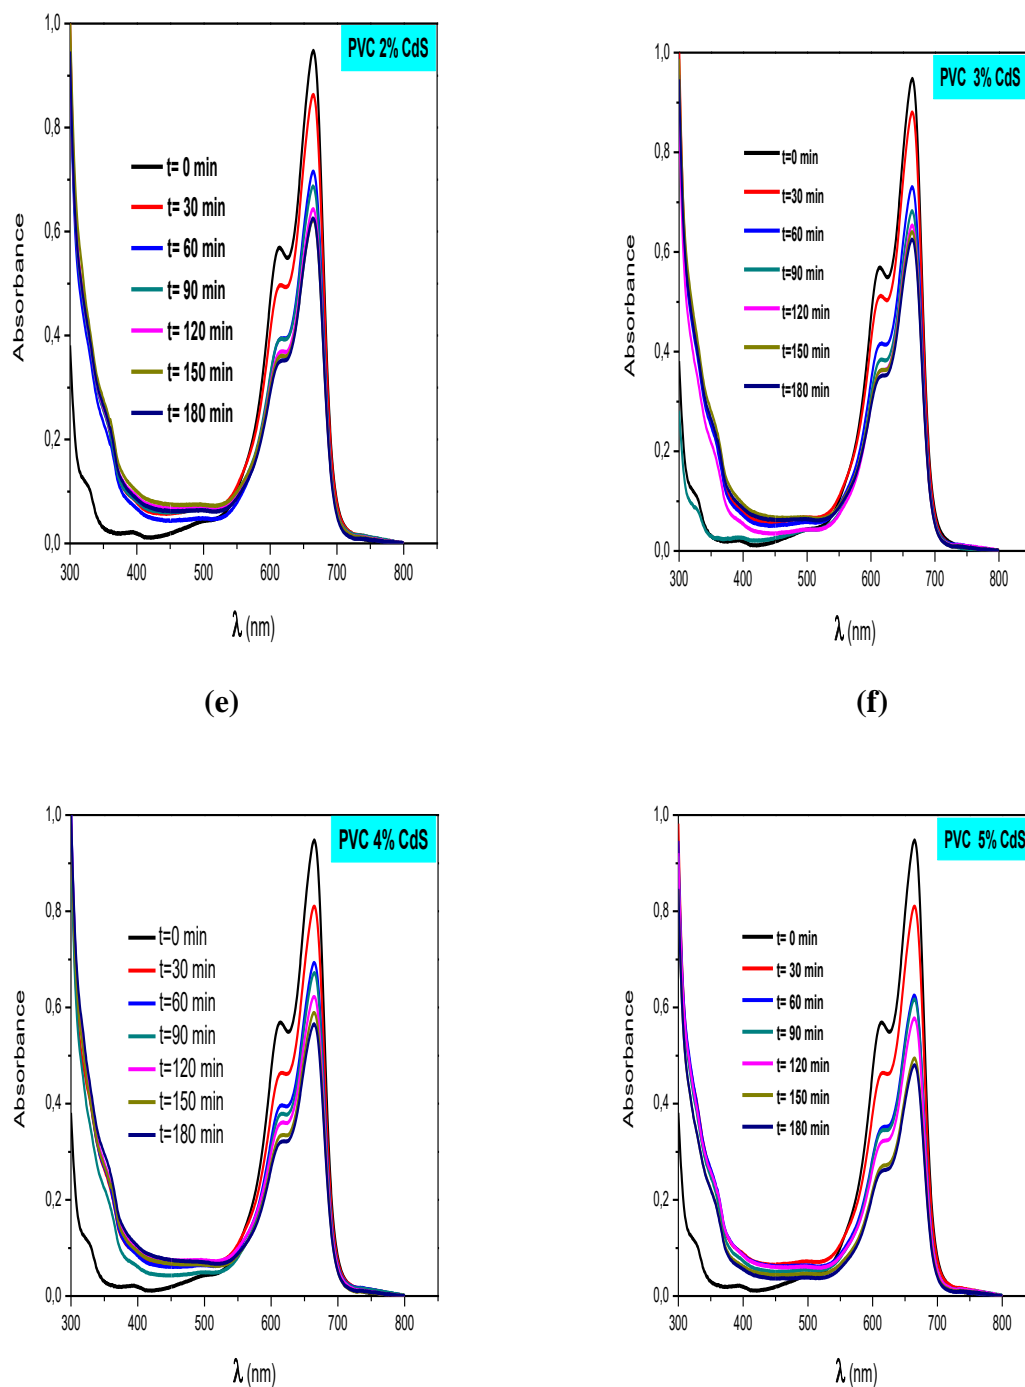 PVC 2% CdS
1,0
0,8
0,6
0,4
0,2
0,0
Absorbance
t= 0 min
t= 30 min
t= 60 min
t= 90 min
t= 120 min
t= 150 min
t= 180 min
300 400 500 600 700 800
λ (nm)
(e)
PVC 3% CdS
1,0
0,8
0,6
0,4
0,2
0,0
Absorbance
t=0 min
t=30 min
t=60 min
t=90 min
t=120 min
t=150 min
t=180 min
300 400 500 600 700 800
λ (nm)
(f)
PVC 4% CdS
1,0
0,8
0,6
0,4
0,2
0,0
Absorbance
t=0 min
t=30 min
t=60 min
t=90 min
t=120 min
t=150 min
t=180 min
300 400 500 600 700 800
λ (nm)
PVC 5% CdS
1,0
0,8
0,6
0,4
0,2
0,0
Absorbance
t= 0 min
t= 30 min
t= 60 min
t= 90 min
t= 120 min
t= 150 min
t= 180 min
300 400 500 600 700 800
λ (nm)